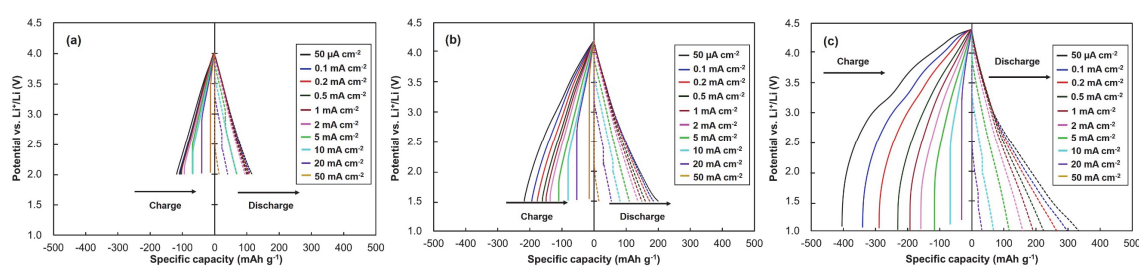 (a)
Potential vs. Li⁺/Li (V)
4.5
4.0
3.5
3.0
2.5
2.0
1.5
1.0
50 µA cm⁻²
0.1 mA cm⁻²
0.2 mA cm⁻²
0.5 mA cm⁻²
1 mA cm⁻²
2 mA cm⁻²
5 mA cm⁻²
10 mA cm⁻²
20 mA cm⁻²
50 mA cm⁻²
Charge
Discharge
-500 -400 -300 -200 -100 0 100 200 300 400 500
Specific capacity (mAh g⁻¹)
(b)
Potential vs. Li⁺/Li (V)
4.5
4.0
3.5
3.0
2.5
2.0
1.5
1.0
50 µA cm⁻²
0.1 mA cm⁻²
0.2 mA cm⁻²
0.5 mA cm⁻²
1 mA cm⁻²
2 mA cm⁻²
5 mA cm⁻²
10 mA cm⁻²
20 mA cm⁻²
50 mA cm⁻²
Charge
Discharge
-500 -400 -300 -200 -100 0 100 200 300 400 500
Specific capacity (mAh g⁻¹)
(c)
Potential vs. Li⁺/Li (V)
4.5
4.0
3.5
3.0
2.5
2.0
1.5
1.0
Charge
Discharge
50 µA cm⁻²
0.1 mA cm⁻²
0.2 mA cm⁻²
0.5 mA cm⁻²
1 mA cm⁻²
2 mA cm⁻²
5 mA cm⁻²
10 mA cm⁻²
20 mA cm⁻²
50 mA cm⁻²
-500 -400 -300 -200 -100 0 100 200 300 400 500
Specific capacity (mAh g⁻¹)